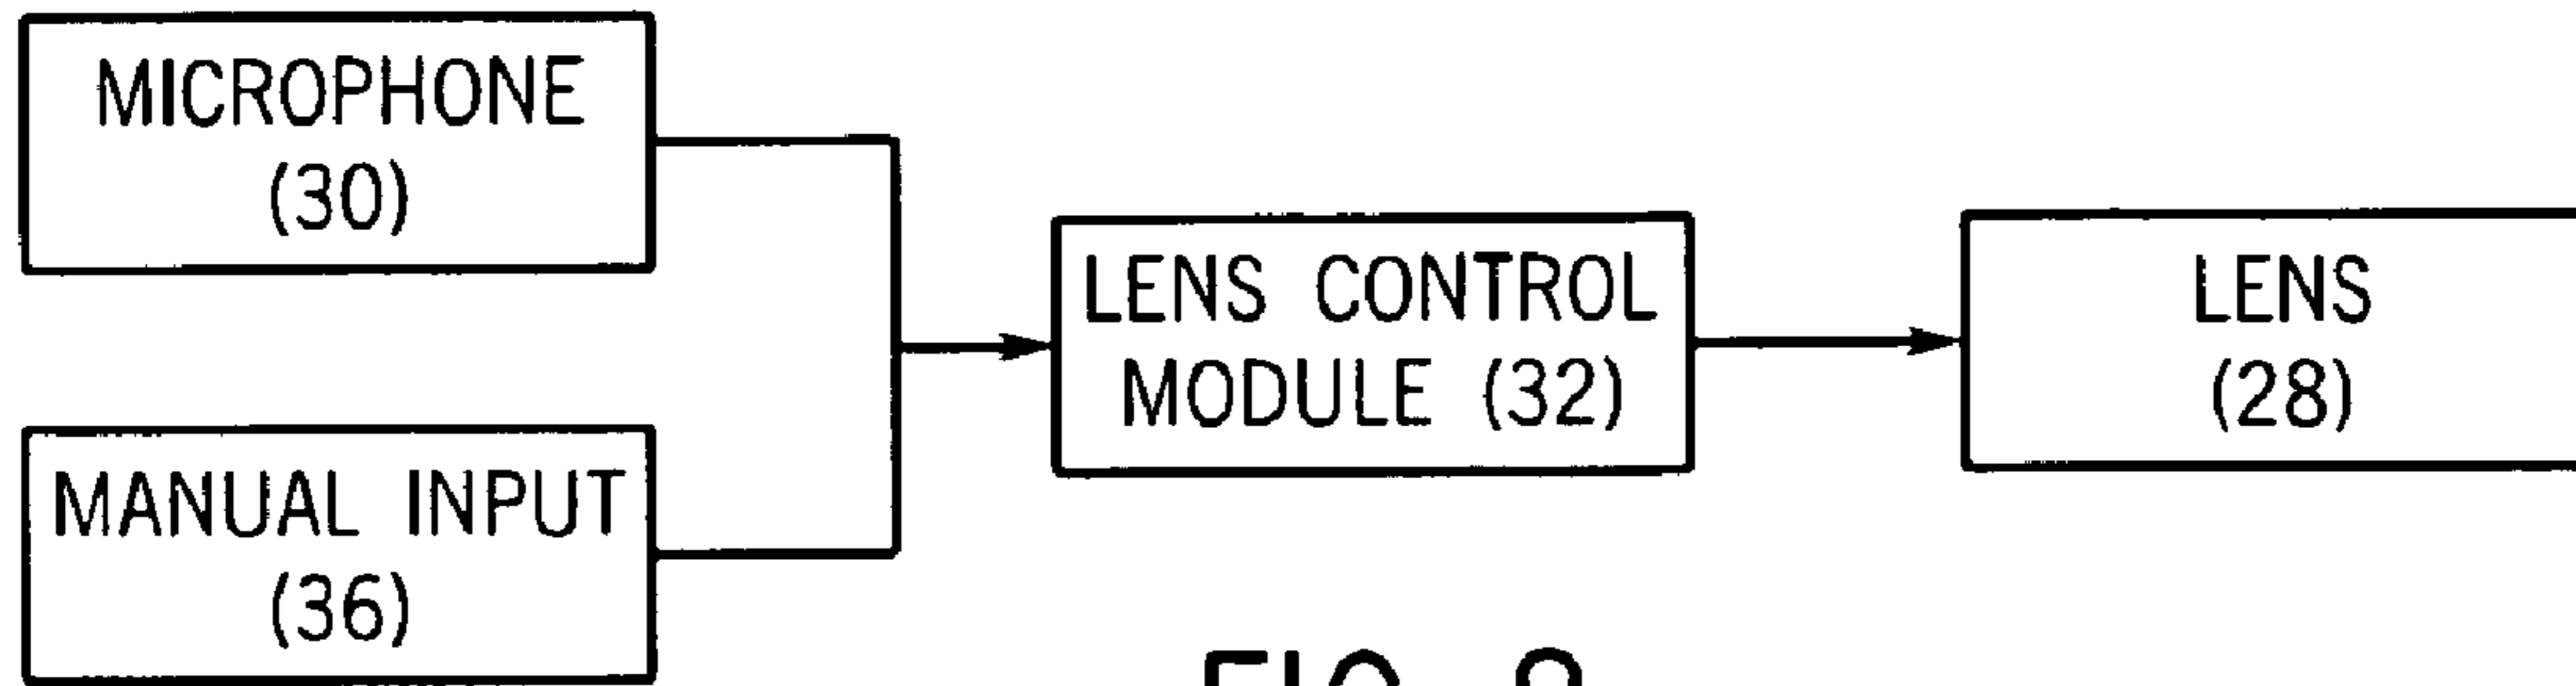 MICROPHONE
(30)
MANUAL INPUT
(36)
LENS CONTROL
MODULE (32)
LENS
(28)